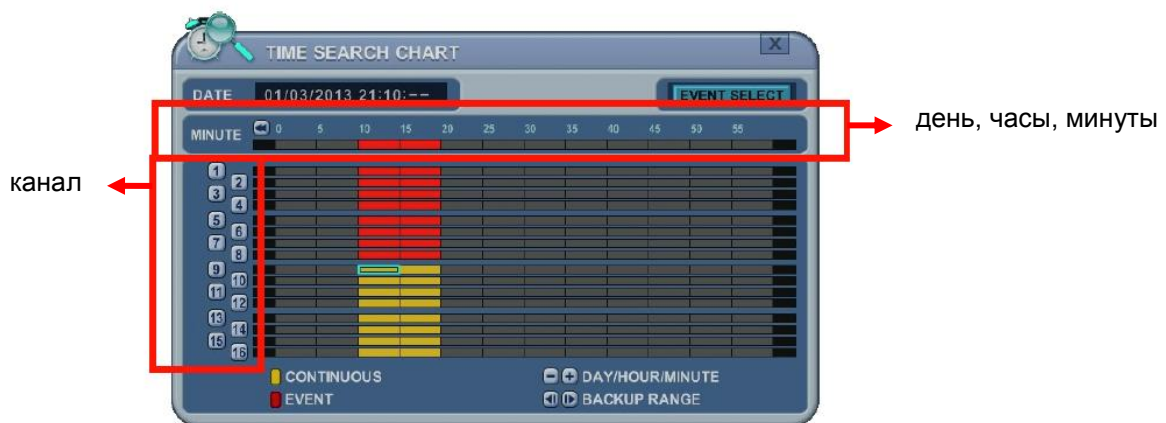 TIME SEARCH CHART
X
DATE 01/03/2013 21:10:--
EVENT SELECT
день, часы, минуты
MINUTE 0 5 10 15 20 25 30 35 40 45 50 55
канал
1
2
3
4
5
6
7
8
9
10
11
12
13
14
15
16
CONTINUOUS
DAY/HOUR/MINUTE
EVENT
BACKUP RANGE